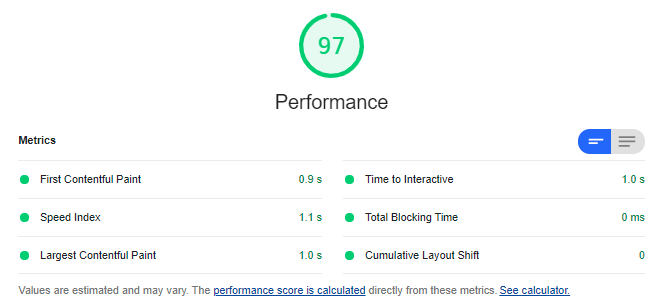 97
Performance
Metrics
First Contentful Paint 0.9 s
Time to Interactive 1.0 s
Speed Index 1.1 s
Total Blocking Time 0 ms
Largest Contentful Paint 1.0 s
Cumulative Layout Shift 0
Values are estimated and may vary. The performance score is calculated directly from these metrics. See calculator.